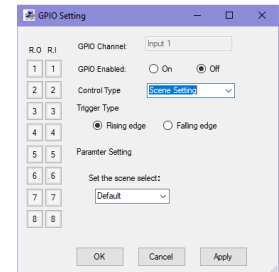 GPIO Setting
R.O R.I
GPIO Channel: Input 1
1 1
GPIO Enabled: On Off
2 2
Control Type Scene Setting
3 3
Trigger Type
4 4
Rising edge Falling edge
5 5
Paramter Setting
6 6
Set the scene select:
7 7
Default
8 8
OK Cancel Apply